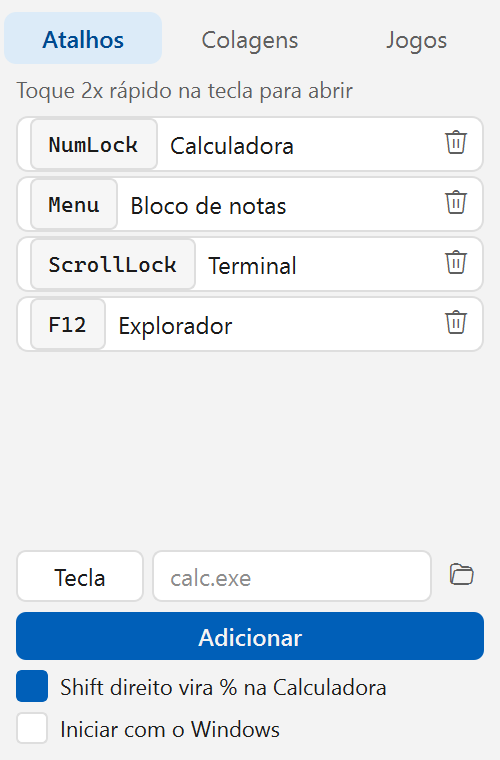 Atalhos Colagens Jogos
Toque 2x rápido na tecla para abrir
NumLock Calculadora
Menu Bloco de notas
ScrollLock Terminal
F12 Explorador
Tecla calc.exe
Adicionar
Shift direito vira % na Calculadora
Iniciar com o Windows